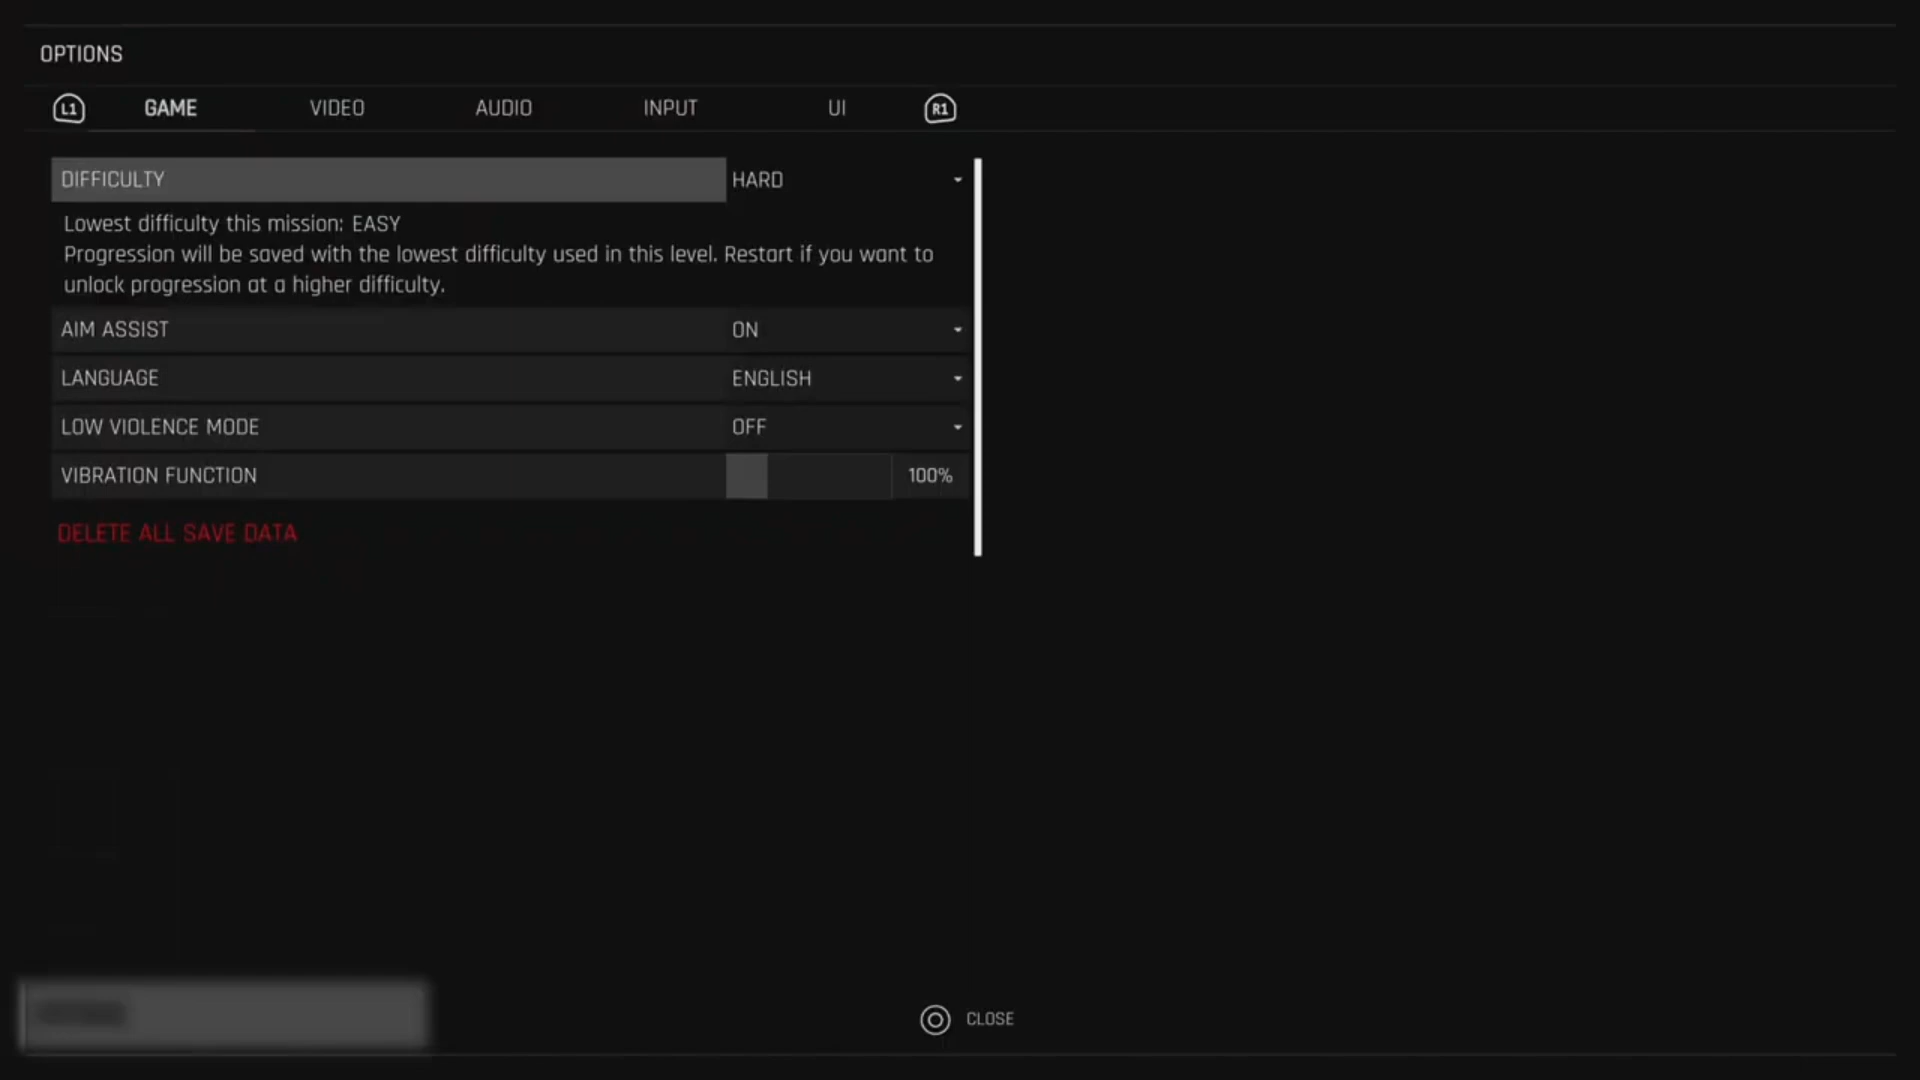 OPTIONS
L1 GAME VIDEO AUDIO INPUT UI R1
DIFFICULTY HARD
Lowest difficulty this mission: EASY
Progression will be saved with the lowest difficulty used in this level. Restart if you want to
unlock progression at a higher difficulty.
AIM ASSIST ON
LANGUAGE ENGLISH
LOW VIOLENCE MODE OFF
VIBRATION FUNCTION 100%
DELETE ALL SAVE DATA
CLOSE